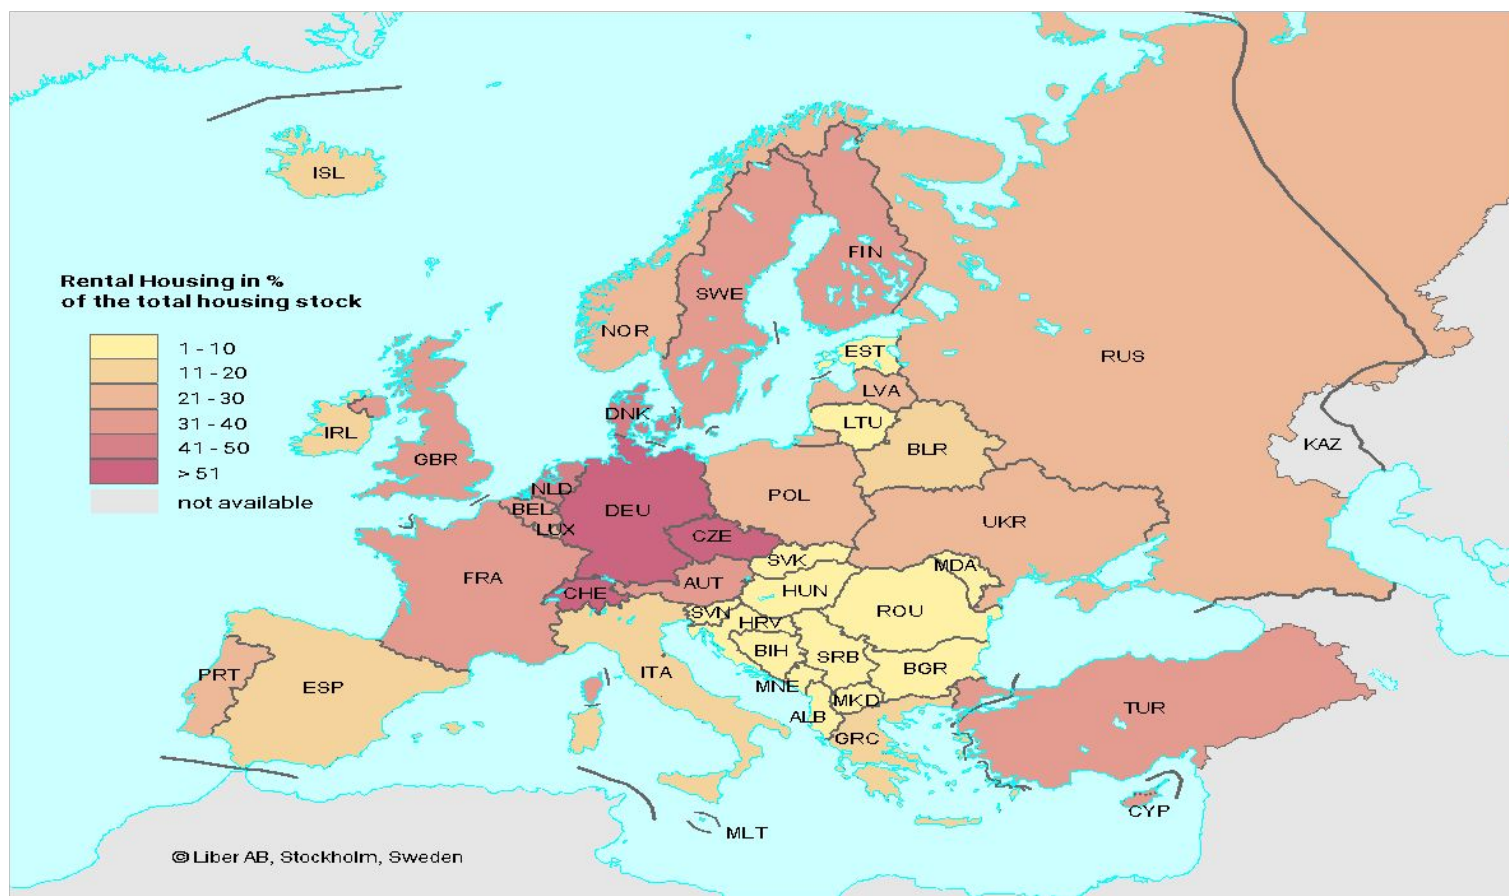 ISL
Rental Housing in %
of the total housing stock
1 - 10
11 - 20
21 - 30
31 - 40
41 - 50
> 51
not available
FIN
SWE
NOR
RUS
EST
LVA
LTU
DNK
IRL
GBR
BLR
KAZ
NLD
BEL
LUX
DEU
POL
UKR
CZE
FRA
CHE
AUT
SVK
HUN
MDA
ROU
SVN
HRV
BIH
SRB
BGR
PRT
ESP
ITA
MNE
MKD
ALB
GRC
TUR
CYP
MLT
© Liber AB, Stockholm, Sweden